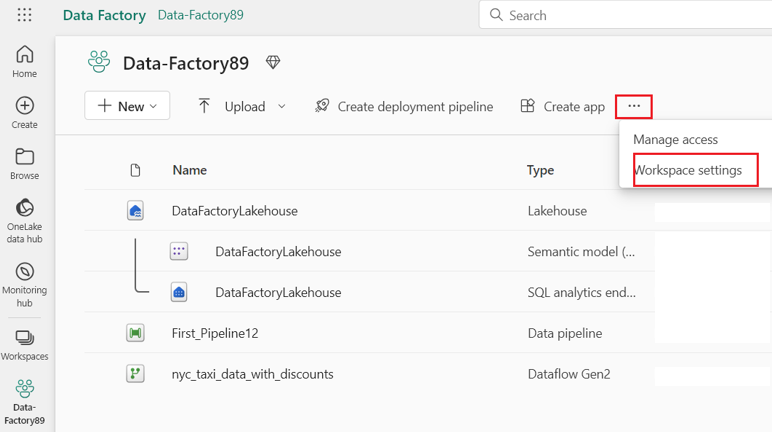 Data Factory Data-Factory89
Search
Home
Create
Browse
OneLake
data hub
Monitoring
hub
Workspaces
Data-
Factory89
Data-Factory89
New Upload Create deployment pipeline Create app ...
Manage access
Workspace settings
Name Type
DataFactoryLakehouse Lakehouse
DataFactoryLakehouse Semantic model (...
DataFactoryLakehouse SQL analytics end...
First_Pipeline12 Data pipeline
nyc_taxi_data_with_discounts Dataflow Gen2